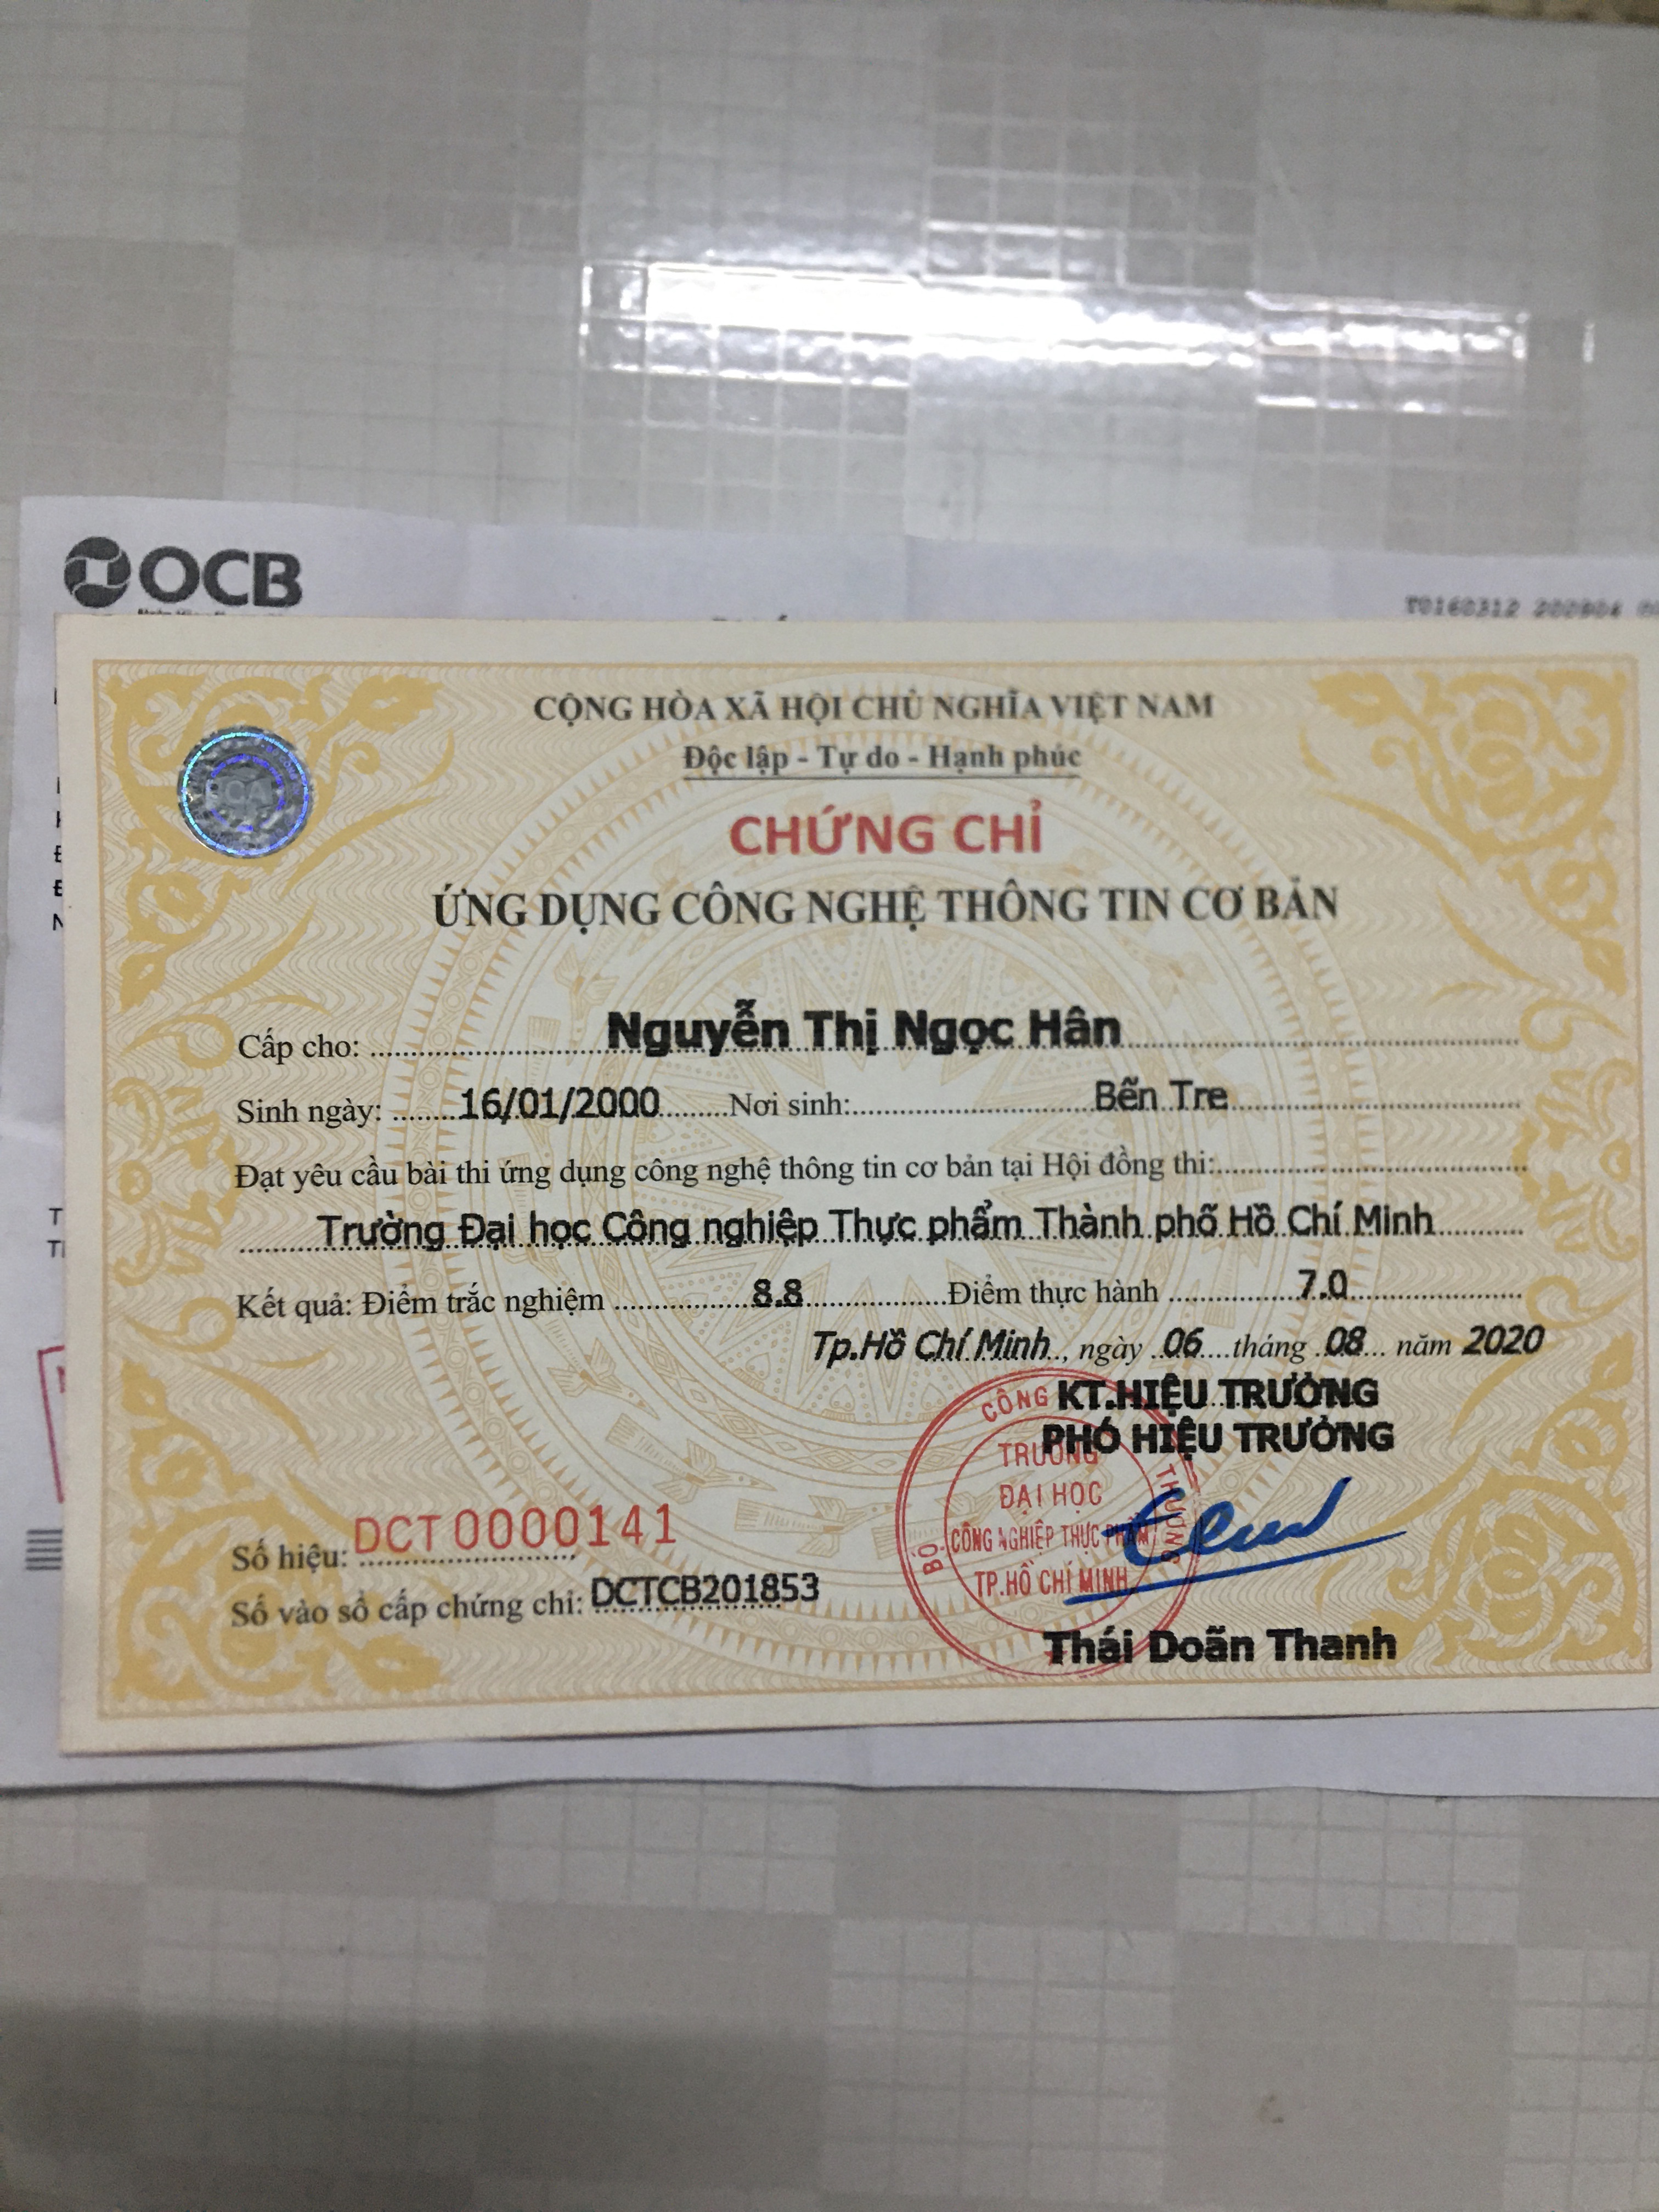 OCB
T0160312 200904
CỘNG HÒA XÃ HỘI CHỦ NGHĨA VIỆT NAM
Độc lập - Tự do - Hạnh phúc
CHỨNG CHỈ
ỨNG DỤNG CÔNG NGHỆ THÔNG TIN CƠ BẢN
Cấp cho: Nguyễn Thị Ngọc Hân
Sinh ngày: 16/01/2000 Nơi sinh: Bến Tre
Đạt yêu cầu bài thi ứng dụng công nghệ thông tin cơ bản tại Hội đồng thi:
Trường Đại học Công nghiệp Thực phẩm Thành phố Hồ Chí Minh
Kết quả: Điểm trắc nghiệm 8.8 Điểm thực hành 7.0
Tp.Hồ Chí Minh, ngày 06 tháng 08 năm 2020
KT.HIỆU TRƯỞNG
PHÓ HIỆU TRƯỞNG
BỘ CÔNG THƯƠNG
TRƯỜNG
ĐẠI HỌC
CÔNG NGHIỆP THỰC PHẨM
TP.HỒ CHÍ MINH
Số hiệu: DCT 0000141
Số vào sổ cấp chứng chỉ: DCTCB201853
Thái Doãn Thanh